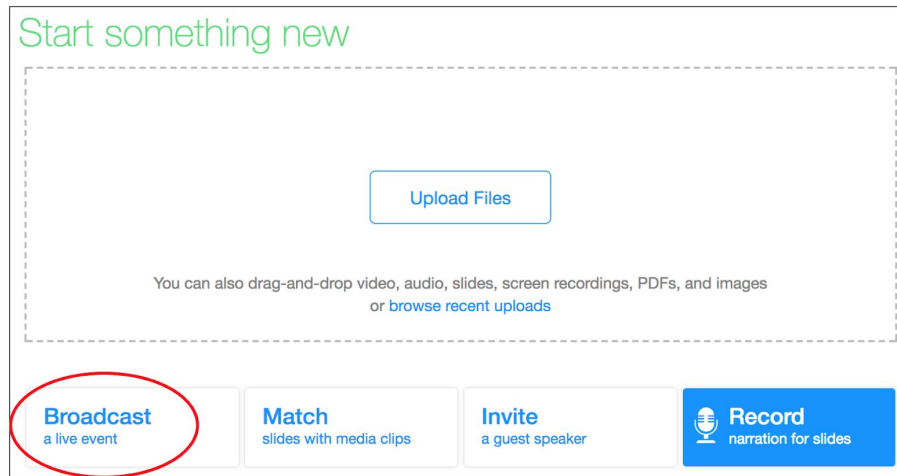 Start something new
Upload Files
You can also drag-and-drop video, audio, slides, screen recordings, PDFs, and images
or browse recent uploads
Broadcast
a live event
Match
slides with media clips
Invite
a guest speaker
Record
narration for slides